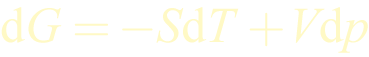 dG = −SdT + Vdp